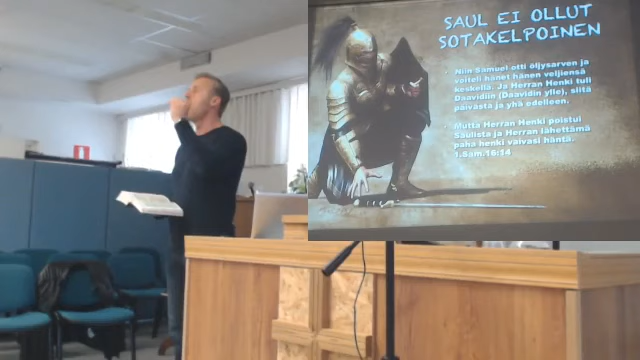 SAUL EI OLLUT
SOTAKELPOINEN
Niin Samuel otti öljysarven ja
voiteli hänet hänen veljiensä
keskellä. Ja Herran Henki tuli
Daavidiin (Daavidin ylle), siitä
päivästä ja yhä edelleen.
Mutta Herran Henki poistui
Saulista ja Herran lähettämä
paha henki vaivasi häntä.
1.Sam.16:14